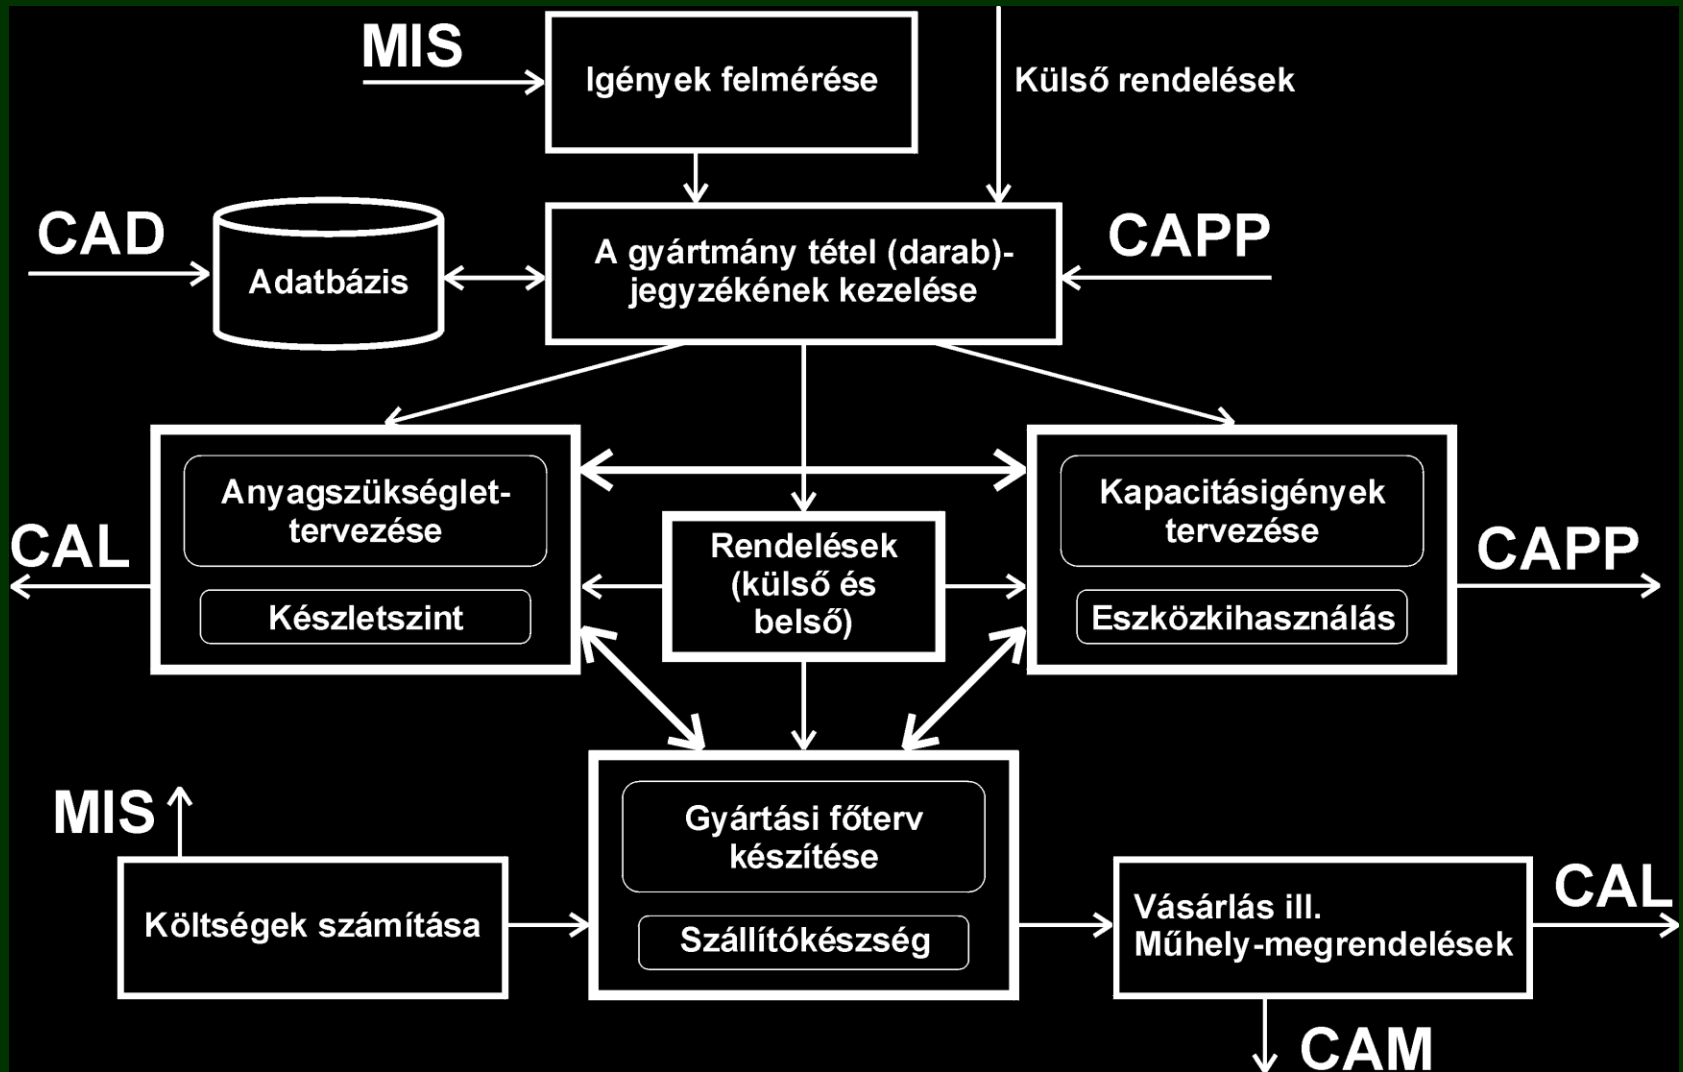 MIS
Igények felmérése
Külső rendelések
CAD
Adatbázis
A gyártmány tétel (darab)-
jegyzékének kezelése
CAPP
Anyagszükséglet-
tervezése
Készletszint
CAL
Rendelések
(külső és
belső)
Kapacitásigények
tervezése
Eszközkihasználás
CAPP
MIS
Költségek számítása
Gyártási főterv
készítése
Szállítókészség
Vásárlás ill.
Műhely-megrendelések
CAL
CAM